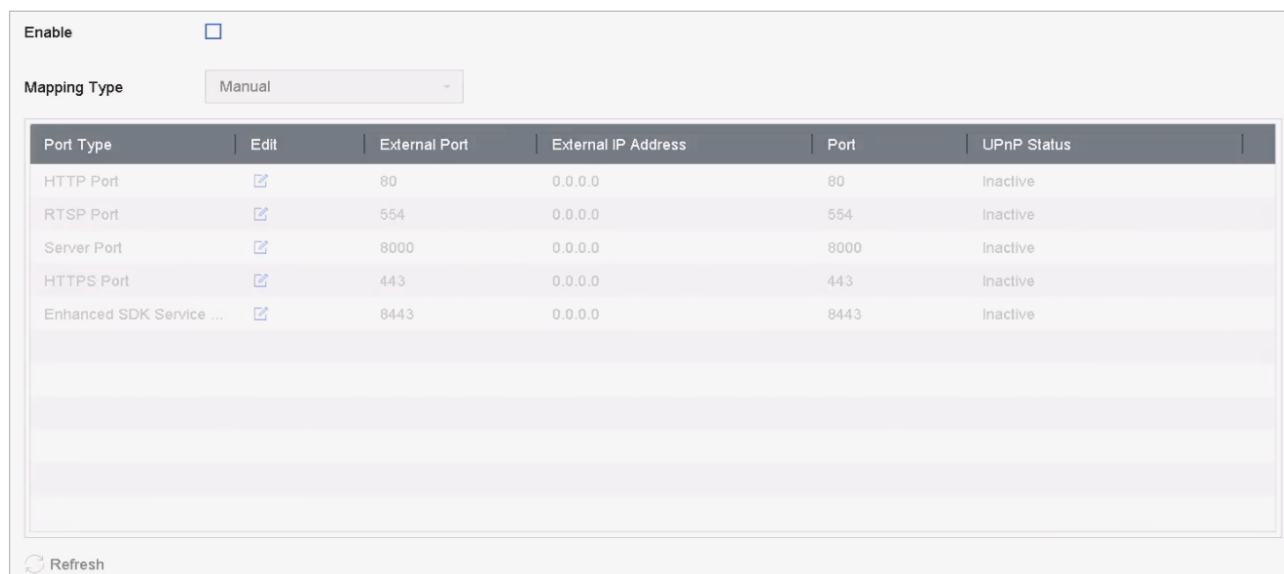 Enable
Mapping Type Manual
Port Type Edit External Port External IP Address Port UPnP Status
HTTP Port 80 0.0.0.0 80 Inactive
RTSP Port 554 0.0.0.0 554 Inactive
Server Port 8000 0.0.0.0 8000 Inactive
HTTPS Port 443 0.0.0.0 443 Inactive
Enhanced SDK Service ... 8443 0.0.0.0 8443 Inactive
Refresh